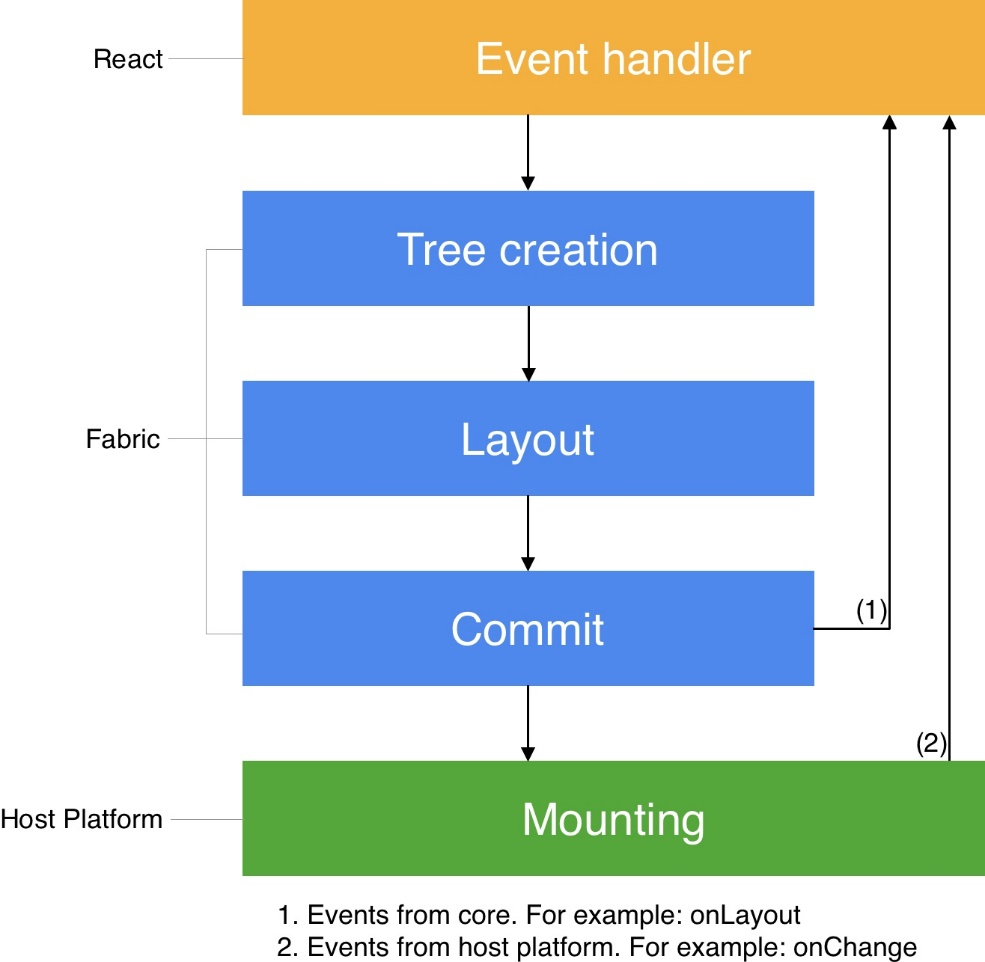 React
Event handler
Tree creation
Fabric
Layout
Commit
(1)
(2)
Host Platform
Mounting
1. Events from core. For example: onLayout
2. Events from host platform. For example: onChange